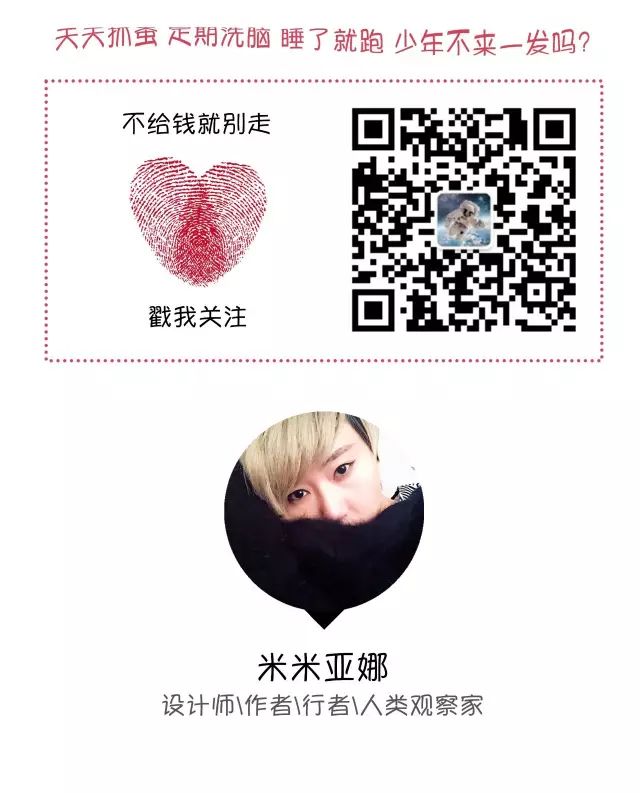 天天抓蚤 定期洗脑 睡了就跑 少年不来一发吗?
不给钱就别走
戳我关注
米米亚娜
设计师\作者\行者\人类观察家